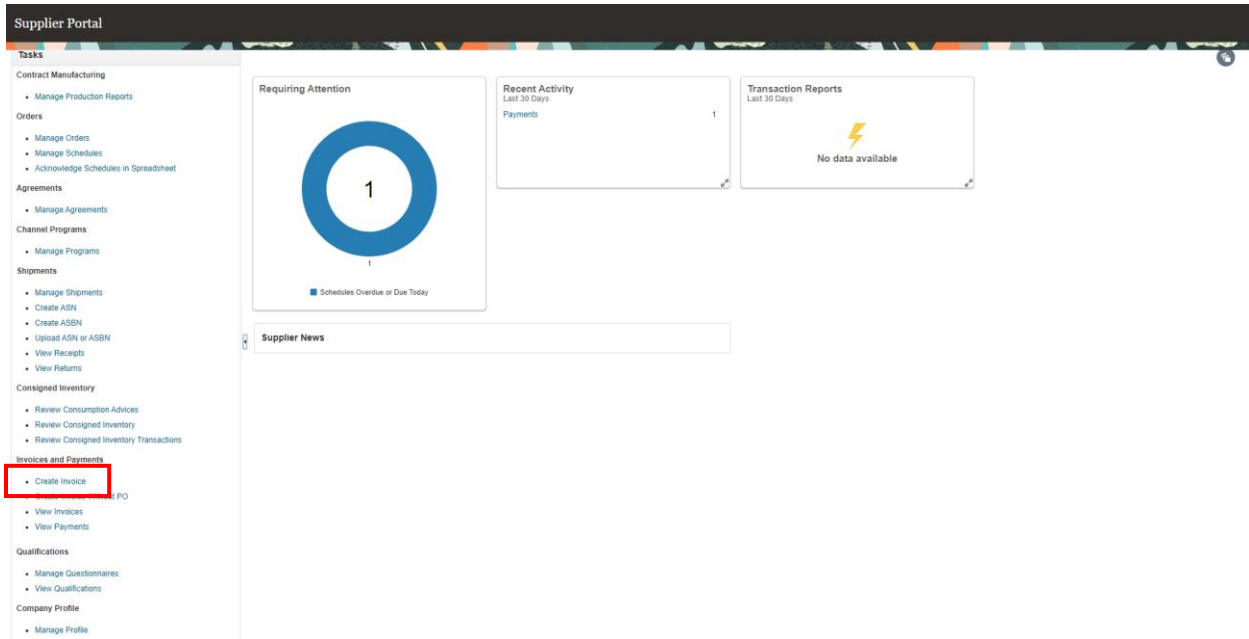 Supplier Portal
Tasks
Contract Manufacturing
Manage Production Reports
Orders
Manage Orders
Manage Schedules
Acknowledge Schedules in Spreadsheet
Agreements
Manage Agreements
Channel Programs
Manage Programs
Shipments
Manage Shipments
Create ASN
Create ASBN
Upload ASN or ASBN
View Receipts
View Returns
Consigned Inventory
Review Consumption Advices
Review Consigned Inventory
Review Consigned Inventory Transactions
Invoices and Payments
Create Invoice
Create Invoice Without PO
View Invoices
View Payments
Qualifications
Manage Questionnaires
View Qualifications
Company Profile
Manage Profile
Requiring Attention
1
1
Schedules Overdue or Due Today
Recent Activity
Last 30 Days
Payments 1
Transaction Reports
Last 30 Days
No data available
Supplier News